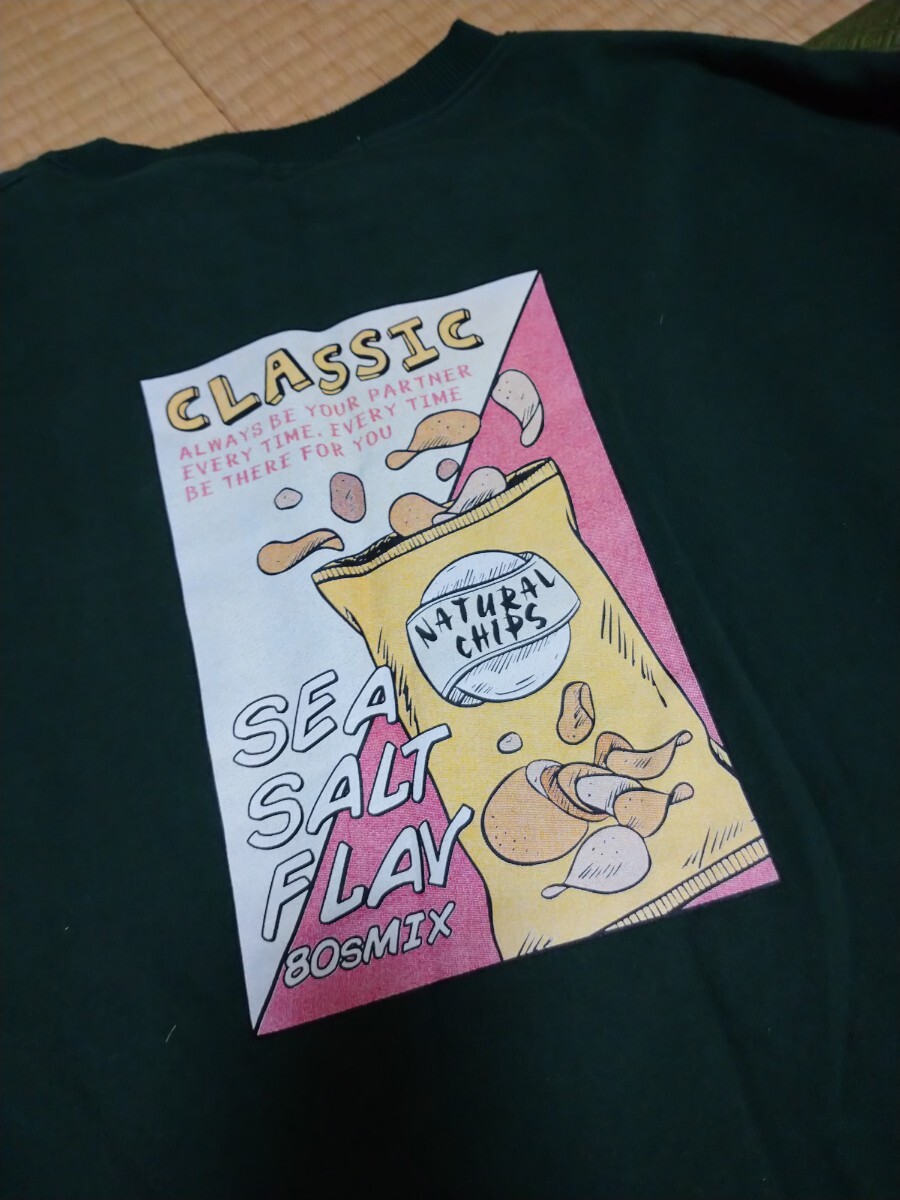 CLASSIC
ALWAYS BE YOUR PARTNER
EVERY TIME. EVERY TIME
BE THERE FOR YOU
NATURAL
CHIPS
SEA
SALT
FLAV
80sMIX